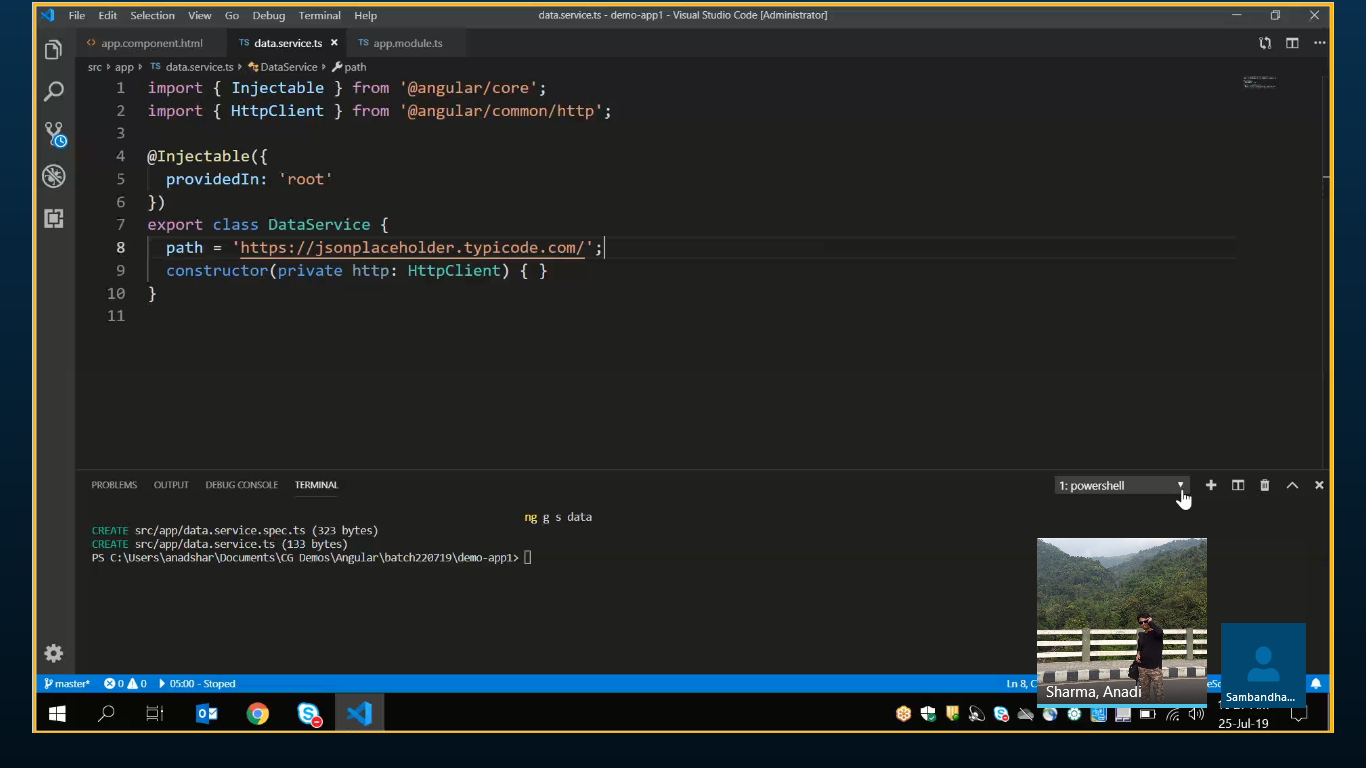 File Edit Selection View Go Debug Terminal Help
data.service.ts - demo-app1 - Visual Studio Code [Administrator]
<> app.component.html
TS data.service.ts ×
TS app.module.ts
src › app › TS data.service.ts › DataService › path
1 import { Injectable } from '@angular/core';
2 import { HttpClient } from '@angular/common/http';
3
4 @Injectable({
5 providedIn: 'root'
6 })
7 export class DataService {
8 path = 'https://jsonplaceholder.typicode.com/';
9 constructor(private http: HttpClient) { }
10 }
11
PROBLEMS OUTPUT DEBUG CONSOLE TERMINAL
1: powershell
ng g s data
CREATE src/app/data.service.spec.ts (323 bytes)
CREATE src/app/data.service.ts (133 bytes)
PS C:\Users\anadshar\Documents\CG Demos\Angular\batch220719\demo-app1>
Sharma, Anadi
Sambandha...
master* 0 0 05:00 - Stoped
Ln 8, C
25-Jul-19